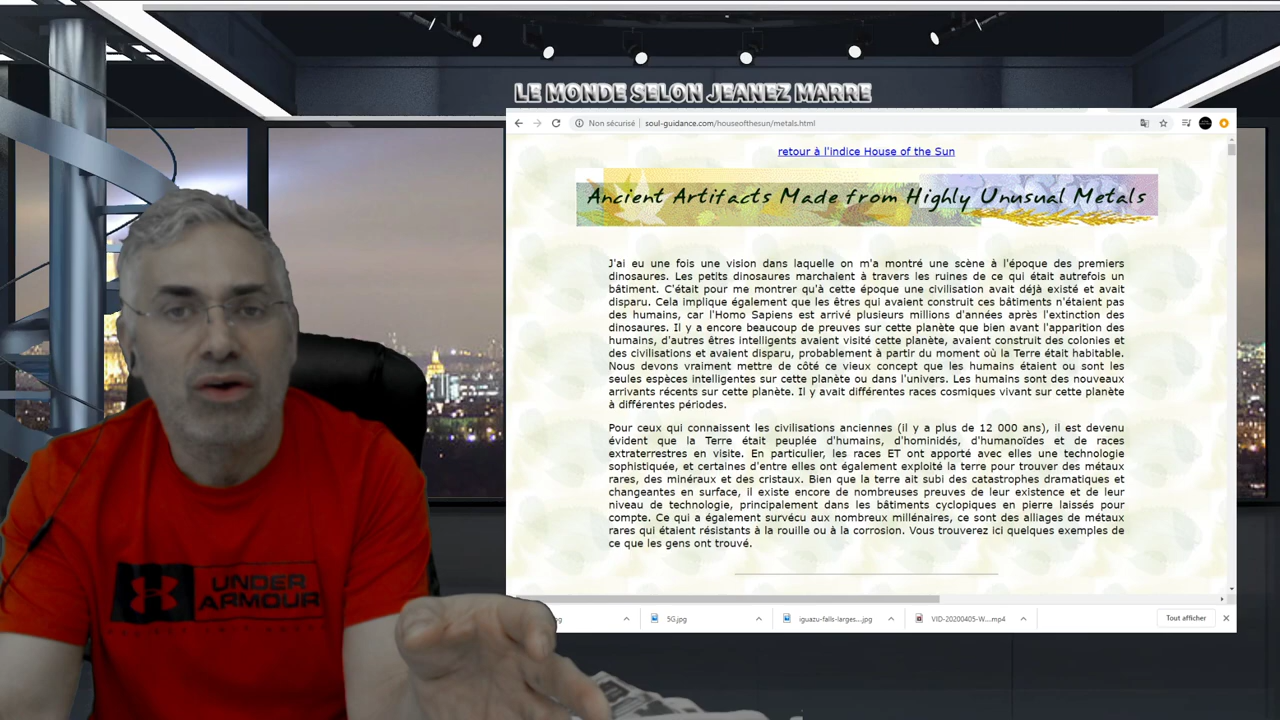 LE MONDE SELON JEANEZ MARRE
Non sécurisé | soul-guidance.com/houseofthesun/metals.html
retour à l'indice House of the Sun
Ancient Artifacts Made from Highly Unusual Metals
J'ai eu une fois une vision dans laquelle on m'a montré une scène à l'époque des premiers
dinosaures. Les petits dinosaures marchaient à travers les ruines de ce qui était autrefois un
bâtiment. C'était pour me montrer qu'à cette époque une civilisation avait déjà existé et avait
disparu. Cela implique également que les êtres qui avaient construit ces bâtiments n'étaient pas
des humains, car l'Homo Sapiens est arrivé plusieurs millions d'années après l'extinction des
dinosaures. Il y a encore beaucoup de preuves sur cette planète que bien avant l'apparition des
humains, d'autres êtres intelligents avaient visité cette planète, avaient construit des colonies et
des civilisations et avaient disparu, probablement à partir du moment où la Terre était habitable.
Nous devons vraiment mettre de côté ce vieux concept que les humains étaient ou sont les
seules espèces intelligentes sur cette planète ou dans l'univers. Les humains sont des nouveaux
arrivants récents sur cette planète. Il y avait différentes races cosmiques vivant sur cette planète
à différentes périodes.
Pour ceux qui connaissent les civilisations anciennes (il y a plus de 12 000 ans), il est devenu
évident que la Terre était peuplée d'humains, d'hominidés, d'humanoïdes et de races
extraterrestres en visite. En particulier, les races ET ont apporté avec elles une technologie
sophistiquée, et certaines d'entre elles ont également exploité la terre pour trouver des métaux
rares, des minéraux et des cristaux. Bien que la terre ait subi des catastrophes dramatiques et
changeantes en surface, il existe encore de nombreuses preuves de leur existence et de leur
niveau de technologie, principalement dans les bâtiments cyclopiques en pierre laissés pour
compte. Ce qui a également survécu aux nombreux millénaires, ce sont des alliages de métaux
rares qui étaient résistants à la rouille ou à la corrosion. Vous trouverez ici quelques exemples de
ce que les gens ont trouvé.
5G.jpg
iguazu-falls-larges....jpg
VID-20200405-W....mp4
Tout afficher
UNDER
ARMOUR